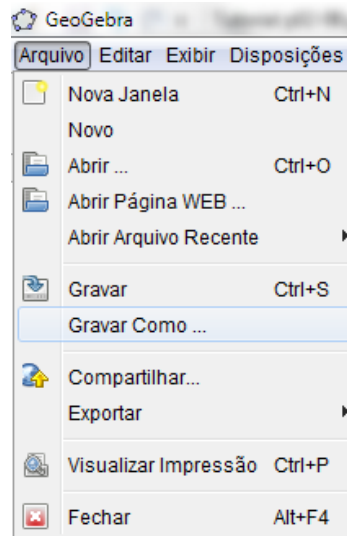 GeoGebra
Arquivo Editar Exibir Disposições
Nova Janela Ctrl+N
Novo
Abrir ... Ctrl+O
Abrir Página WEB ...
Abrir Arquivo Recente
Gravar Ctrl+S
Gravar Como ...
Compartilhar...
Exportar
Visualizar Impressão Ctrl+P
Fechar Alt+F4